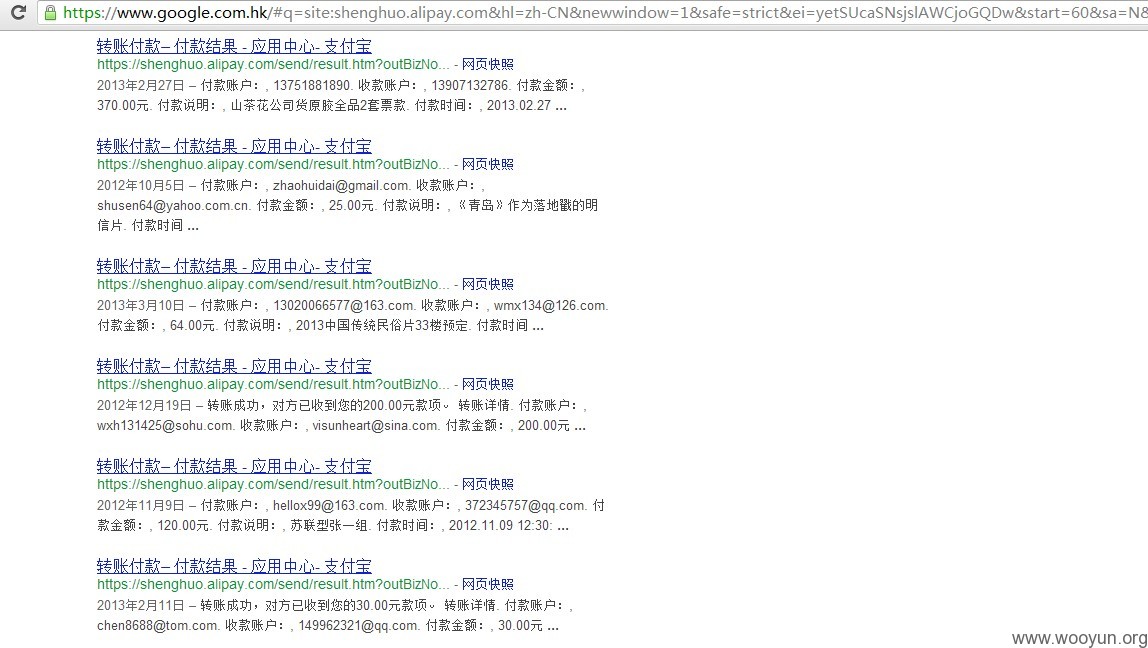 https://www.google.com.hk/#q=site:shenghuo.alipay.com&hl=zh-CN&newwindow=1&safe=strict&ei=yetSUcaSNsjslAWCjoGQDw&start=60&sa=N&
转账付款– 付款结果 - 应用中心- 支付宝
https://shenghuo.alipay.com/send/result.htm?outBizNo... - 网页快照
2013年2月27日 – 付款账户：, 13751881890. 收款账户：, 13907132786. 付款金额：,
370.00元. 付款说明：, 山茶花公司货原胶全品2套票款. 付款时间：, 2013.02.27 ...
转账付款– 付款结果 - 应用中心- 支付宝
https://shenghuo.alipay.com/send/result.htm?outBizNo... - 网页快照
2012年10月5日 – 付款账户：, zhaohuidai@gmail.com. 收款账户：,
shusen64@yahoo.com.cn. 付款金额：, 25.00元. 付款说明：, 《青岛》作为落地戳的明
信片. 付款时间 ...
转账付款– 付款结果 - 应用中心- 支付宝
https://shenghuo.alipay.com/send/result.htm?outBizNo... - 网页快照
2013年3月10日 – 付款账户：, 13020066577@163.com. 收款账户：, wmx134@126.com.
付款金额：, 64.00元. 付款说明：, 2013中国传统民俗片33楼预定. 付款时间 ...
转账付款– 付款结果 - 应用中心- 支付宝
https://shenghuo.alipay.com/send/result.htm?outBizNo... - 网页快照
2012年12月19日 – 转账成功，对方已收到您的200.00元款项。 转账详情. 付款账户：,
wxh131425@sohu.com. 收款账户：, visunheart@sina.com. 付款金额：, 200.00元 ...
转账付款– 付款结果 - 应用中心- 支付宝
https://shenghuo.alipay.com/send/result.htm?outBizNo... - 网页快照
2012年11月9日 – 付款账户：, hellox99@163.com. 收款账户：, 372345757@qq.com. 付
款金额：, 120.00元. 付款说明：, 苏联型张一组. 付款时间：, 2012.11.09 12:30: ...
转账付款– 付款结果 - 应用中心- 支付宝
https://shenghuo.alipay.com/send/result.htm?outBizNo... - 网页快照
2013年2月11日 – 转账成功，对方已收到您的30.00元款项。 转账详情. 付款账户：,
chen8688@tom.com. 收款账户：, 149962321@qq.com. 付款金额：, 30.00元 ...
www.wooyun.org